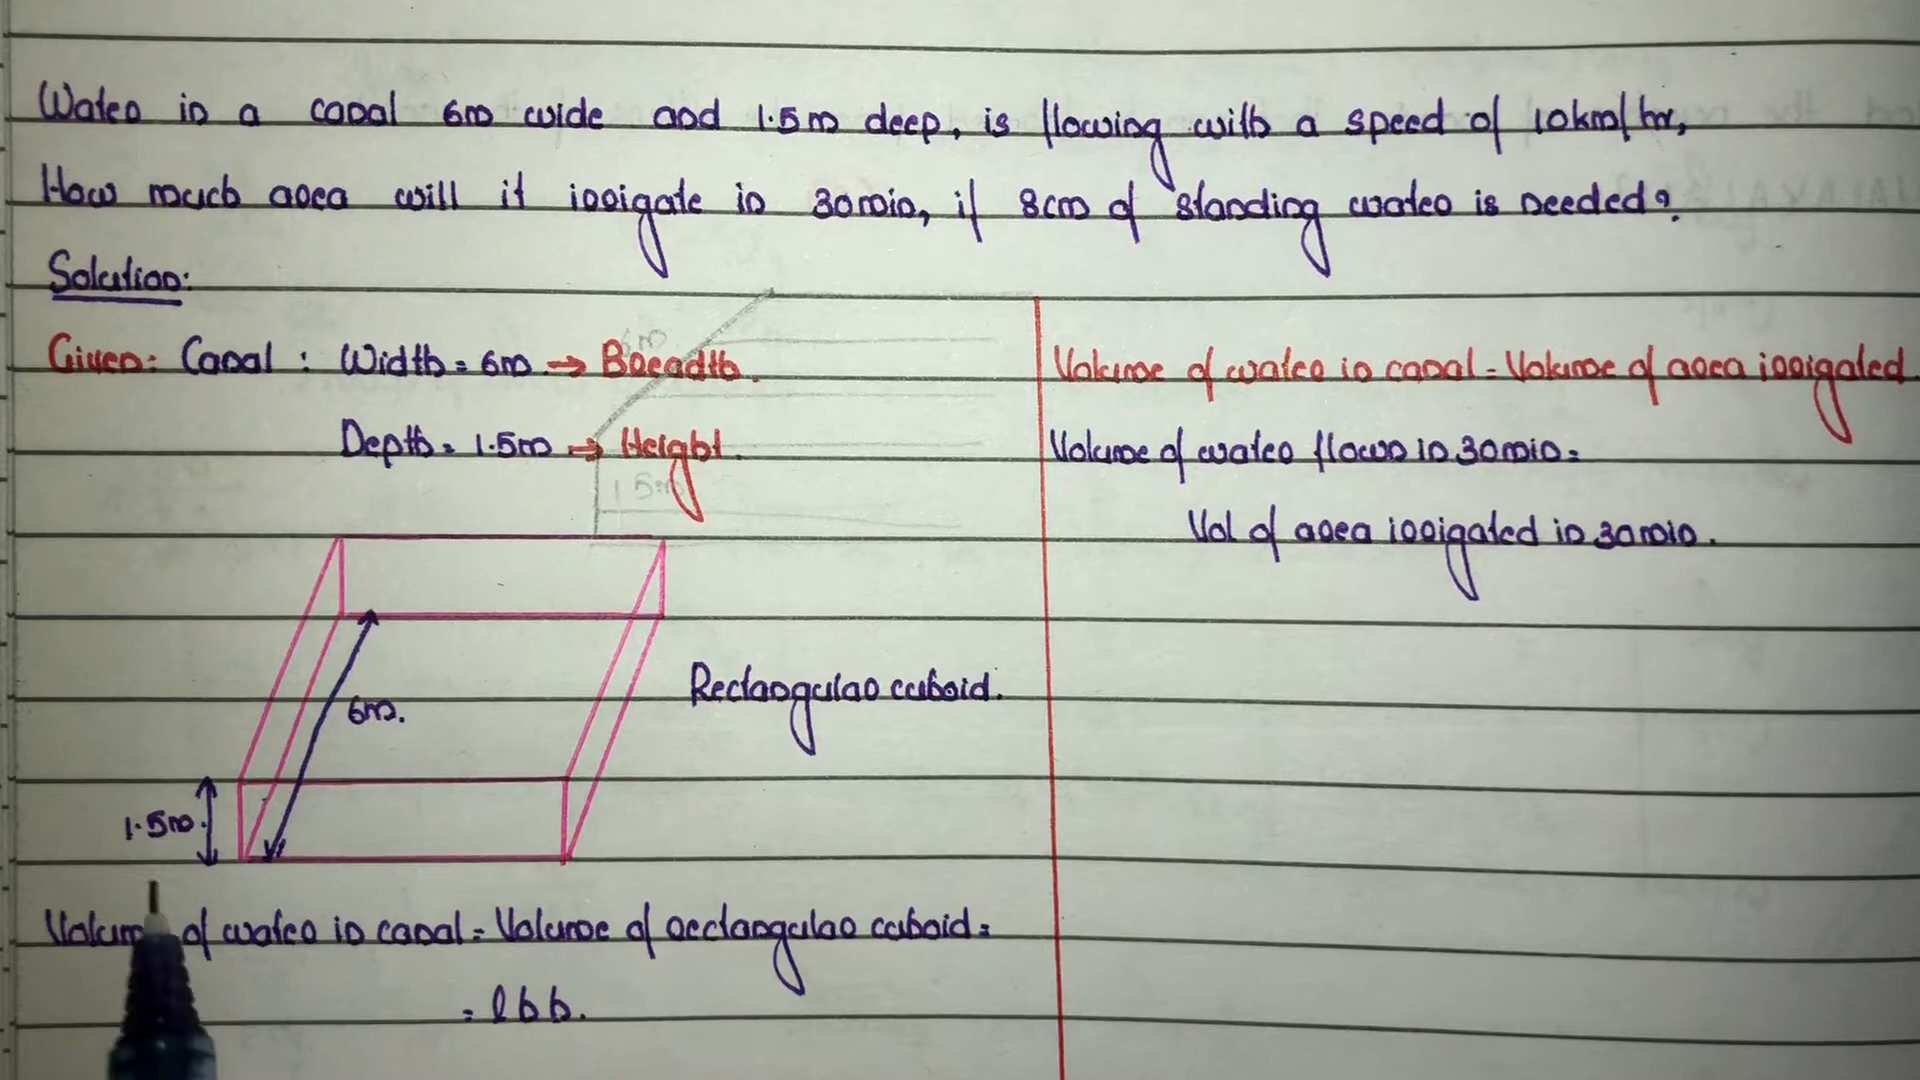 Water in a canal 6m wide and 1.5m deep, is flowing with a speed of 10km/hr,
How much area will it irrigate in 30min, if 8cm of standing water is needed?
Solution:
Given: Canal : Width = 6m → Breadth.
Depth = 1.5m → Height.
6m
1.5m
6m.
1.5m.
Rectangular cuboid.
Volume of water in canal = Volume of rectangular cuboid =
= lbh.
Volume of water in canal = Volume of area irrigated.
Volume of water flows in 30min =
Vol of area irrigated in 30min.